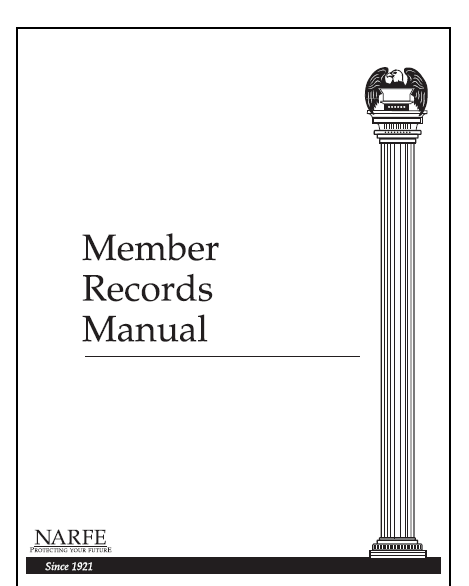 Member
Records
Manual
NARFE
PROTECTING YOUR FUTURE
Since 1921